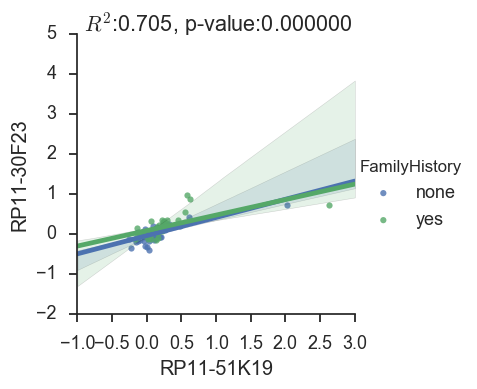 R²:0.705, p-value:0.000000
5
4
3
2
1
0
−1
−2
RP11-30F23
FamilyHistory
none
yes
−1.0−0.5 0.0 0.5 1.0 1.5 2.0 2.5 3.0
RP11-51K19